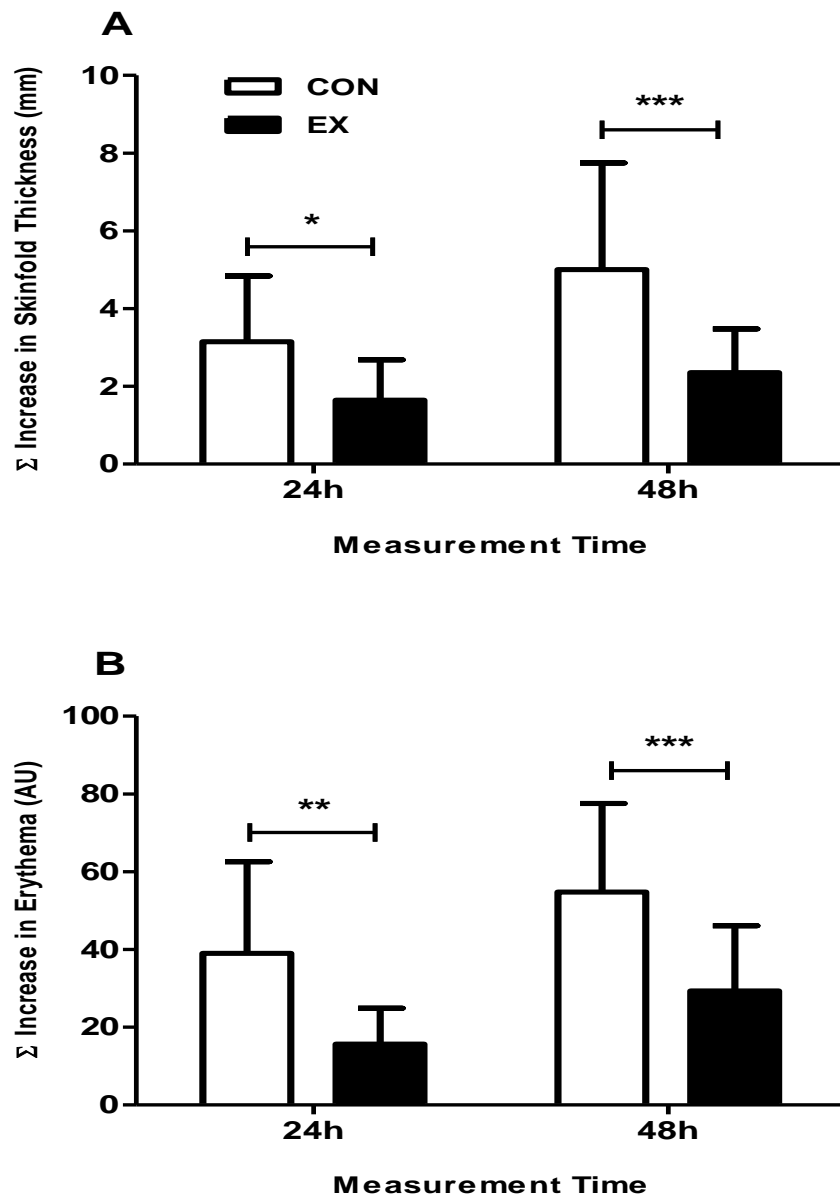 A
Σ Increase in Skinfold Thickness (mm)
10
8
6
4
2
0
CON
EX
*
***
24h
48h
Measurement Time
B
Σ Increase in Erythema (AU)
100
80
60
40
20
0
**
***
24h
48h
Measurement Time